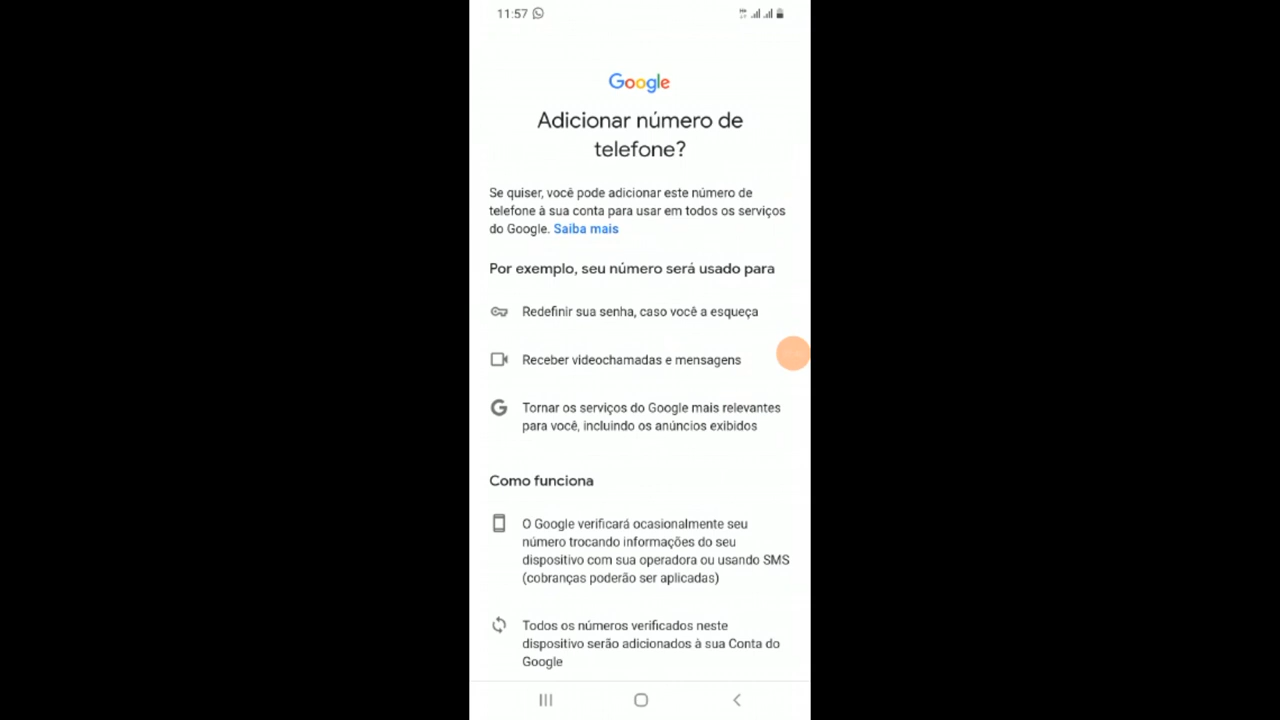 11:57
Google
Adicionar número de
telefone?
Se quiser, você pode adicionar este número de
telefone à sua conta para usar em todos os serviços
do Google. Saiba mais
Por exemplo, seu número será usado para
Redefinir sua senha, caso você a esqueça
Receber videochamadas e mensagens
Tornar os serviços do Google mais relevantes
para você, incluindo os anúncios exibidos
Como funciona
O Google verificará ocasionalmente seu
número trocando informações do seu
dispositivo com sua operadora ou usando SMS
(cobranças poderão ser aplicadas)
Todos os números verificados neste
dispositivo serão adicionados à sua Conta do
Google